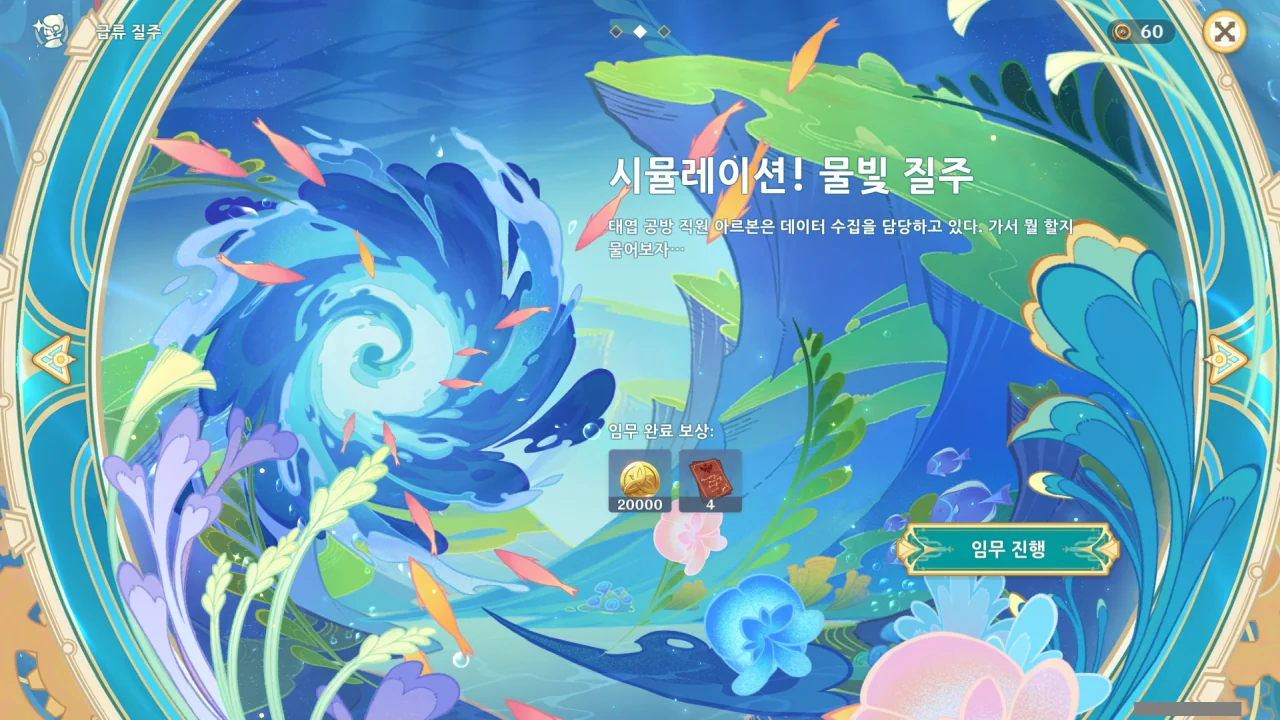 급류 질주
60
시뮬레이션! 물빛 질주
태엽 공방 직원 아르본은 데이터 수집을 담당하고 있다. 가서 뭘 할지
물어보자…
임무 완료 보상:
20000
4
임무 진행